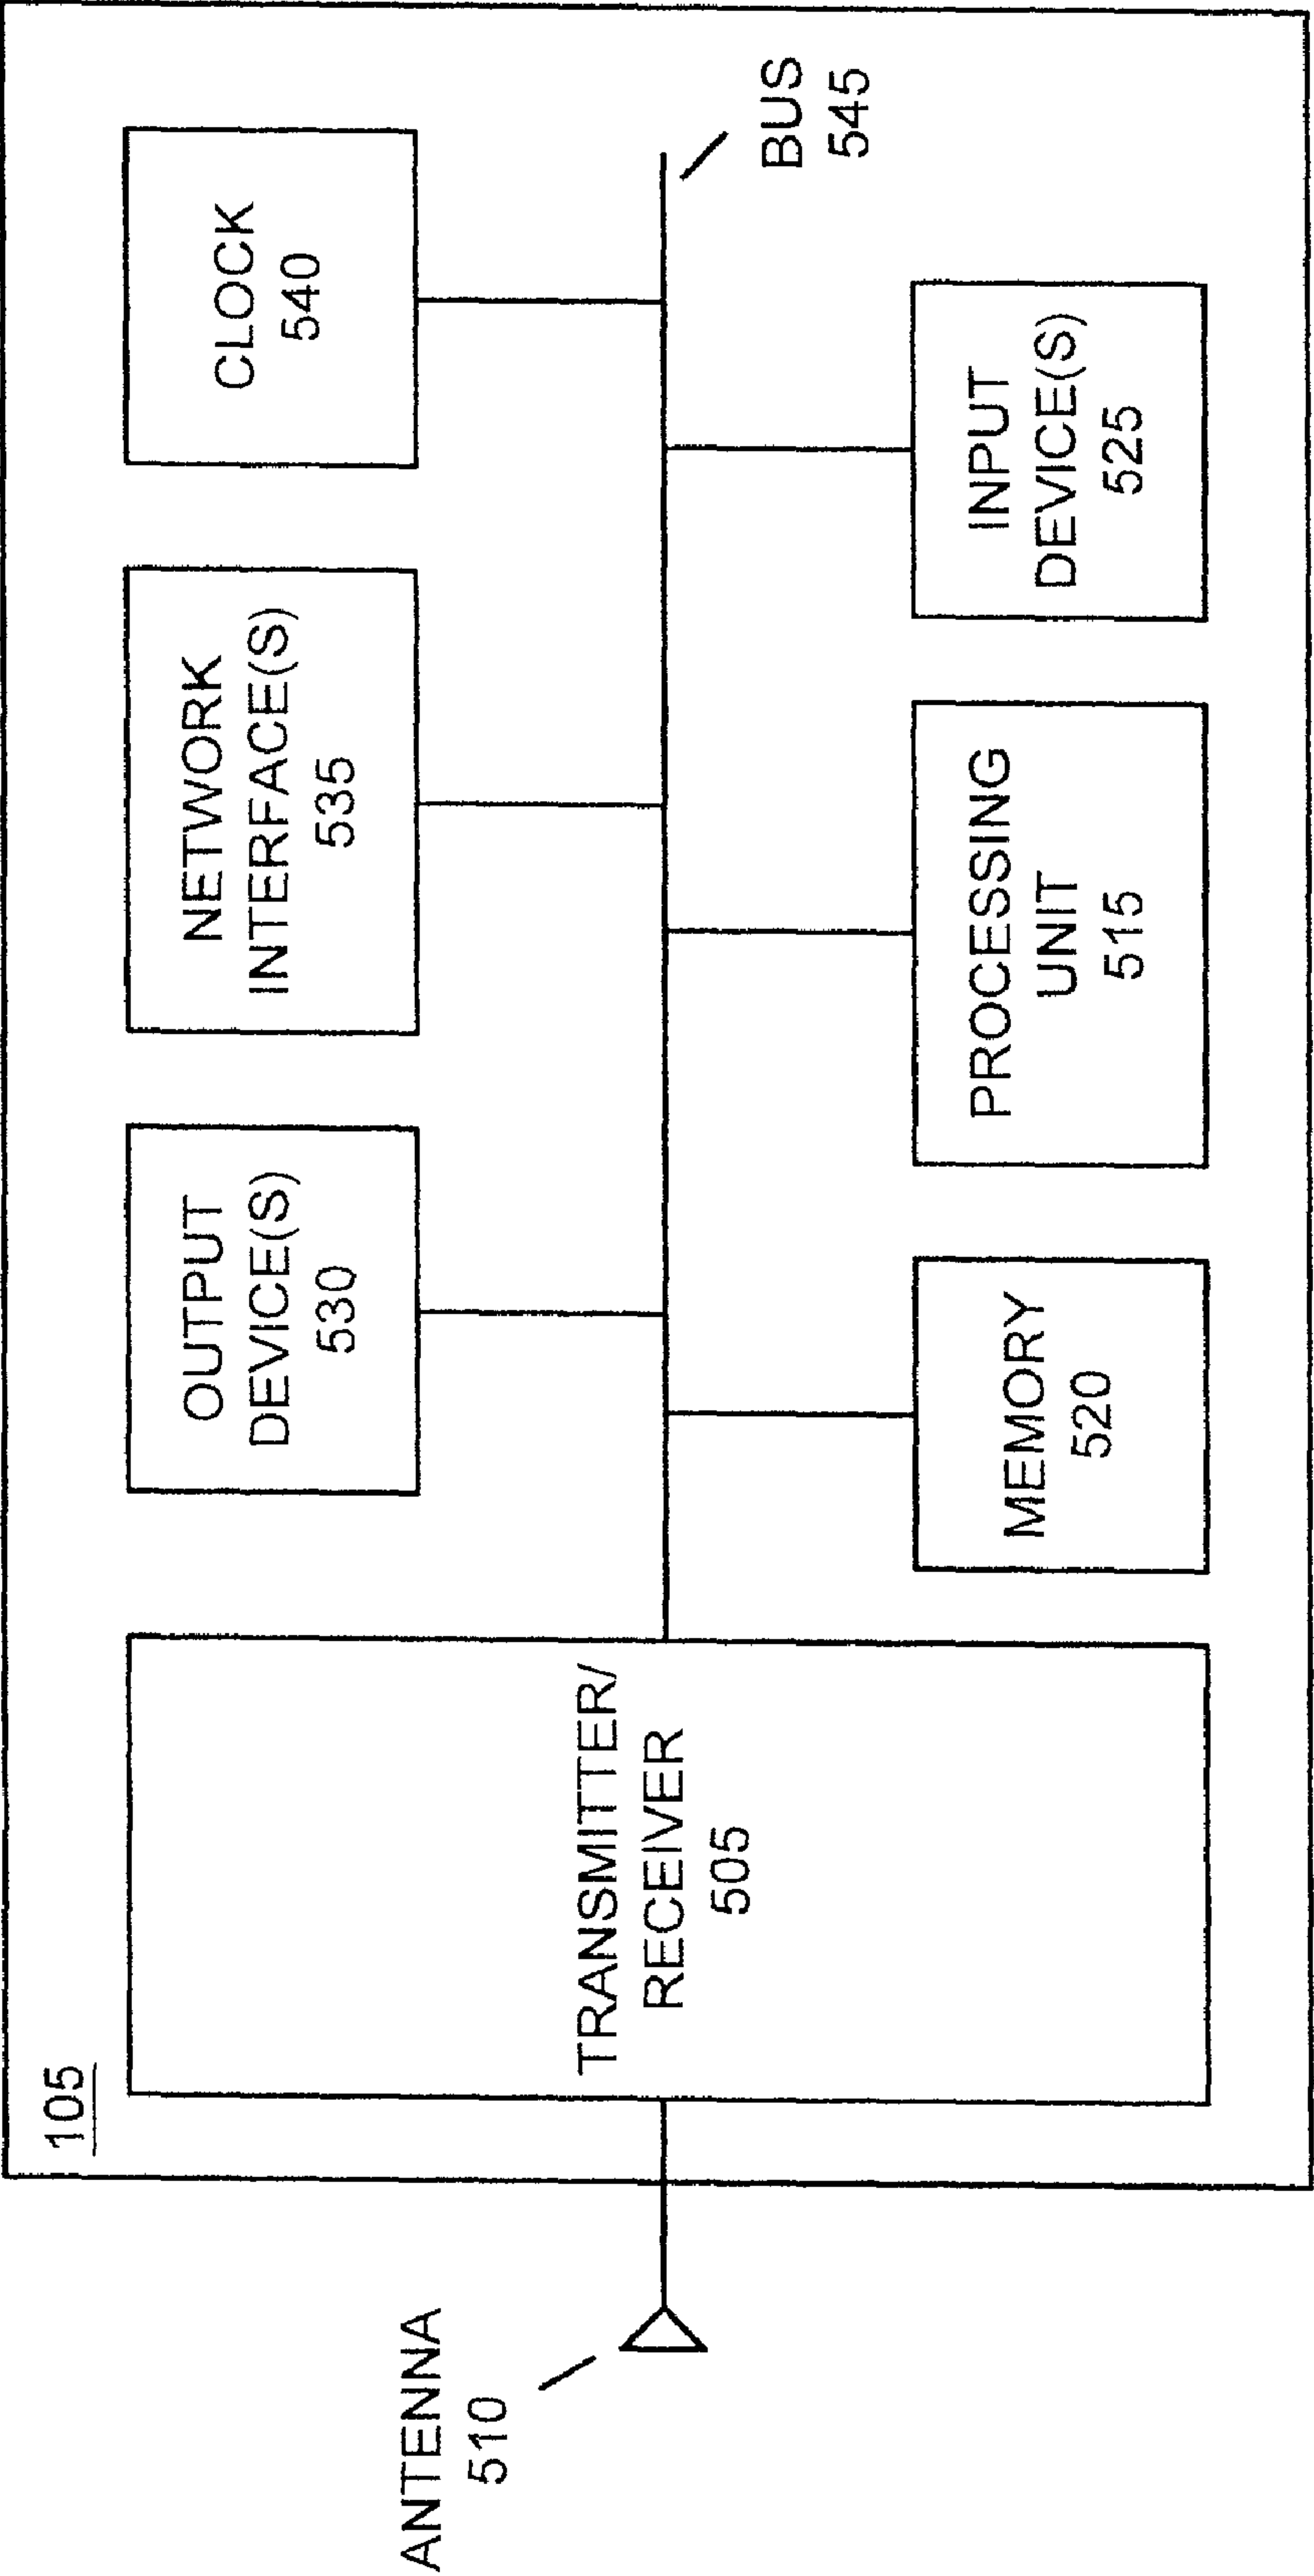 105
ANTENNA
510
TRANSMITTER/
RECEIVER
505
OUTPUT
DEVICE(S)
530
NETWORK
INTERFACE(S)
535
CLOCK
540
BUS
545
MEMORY
520
PROCESSING
UNIT
515
INPUT
DEVICE(S)
525